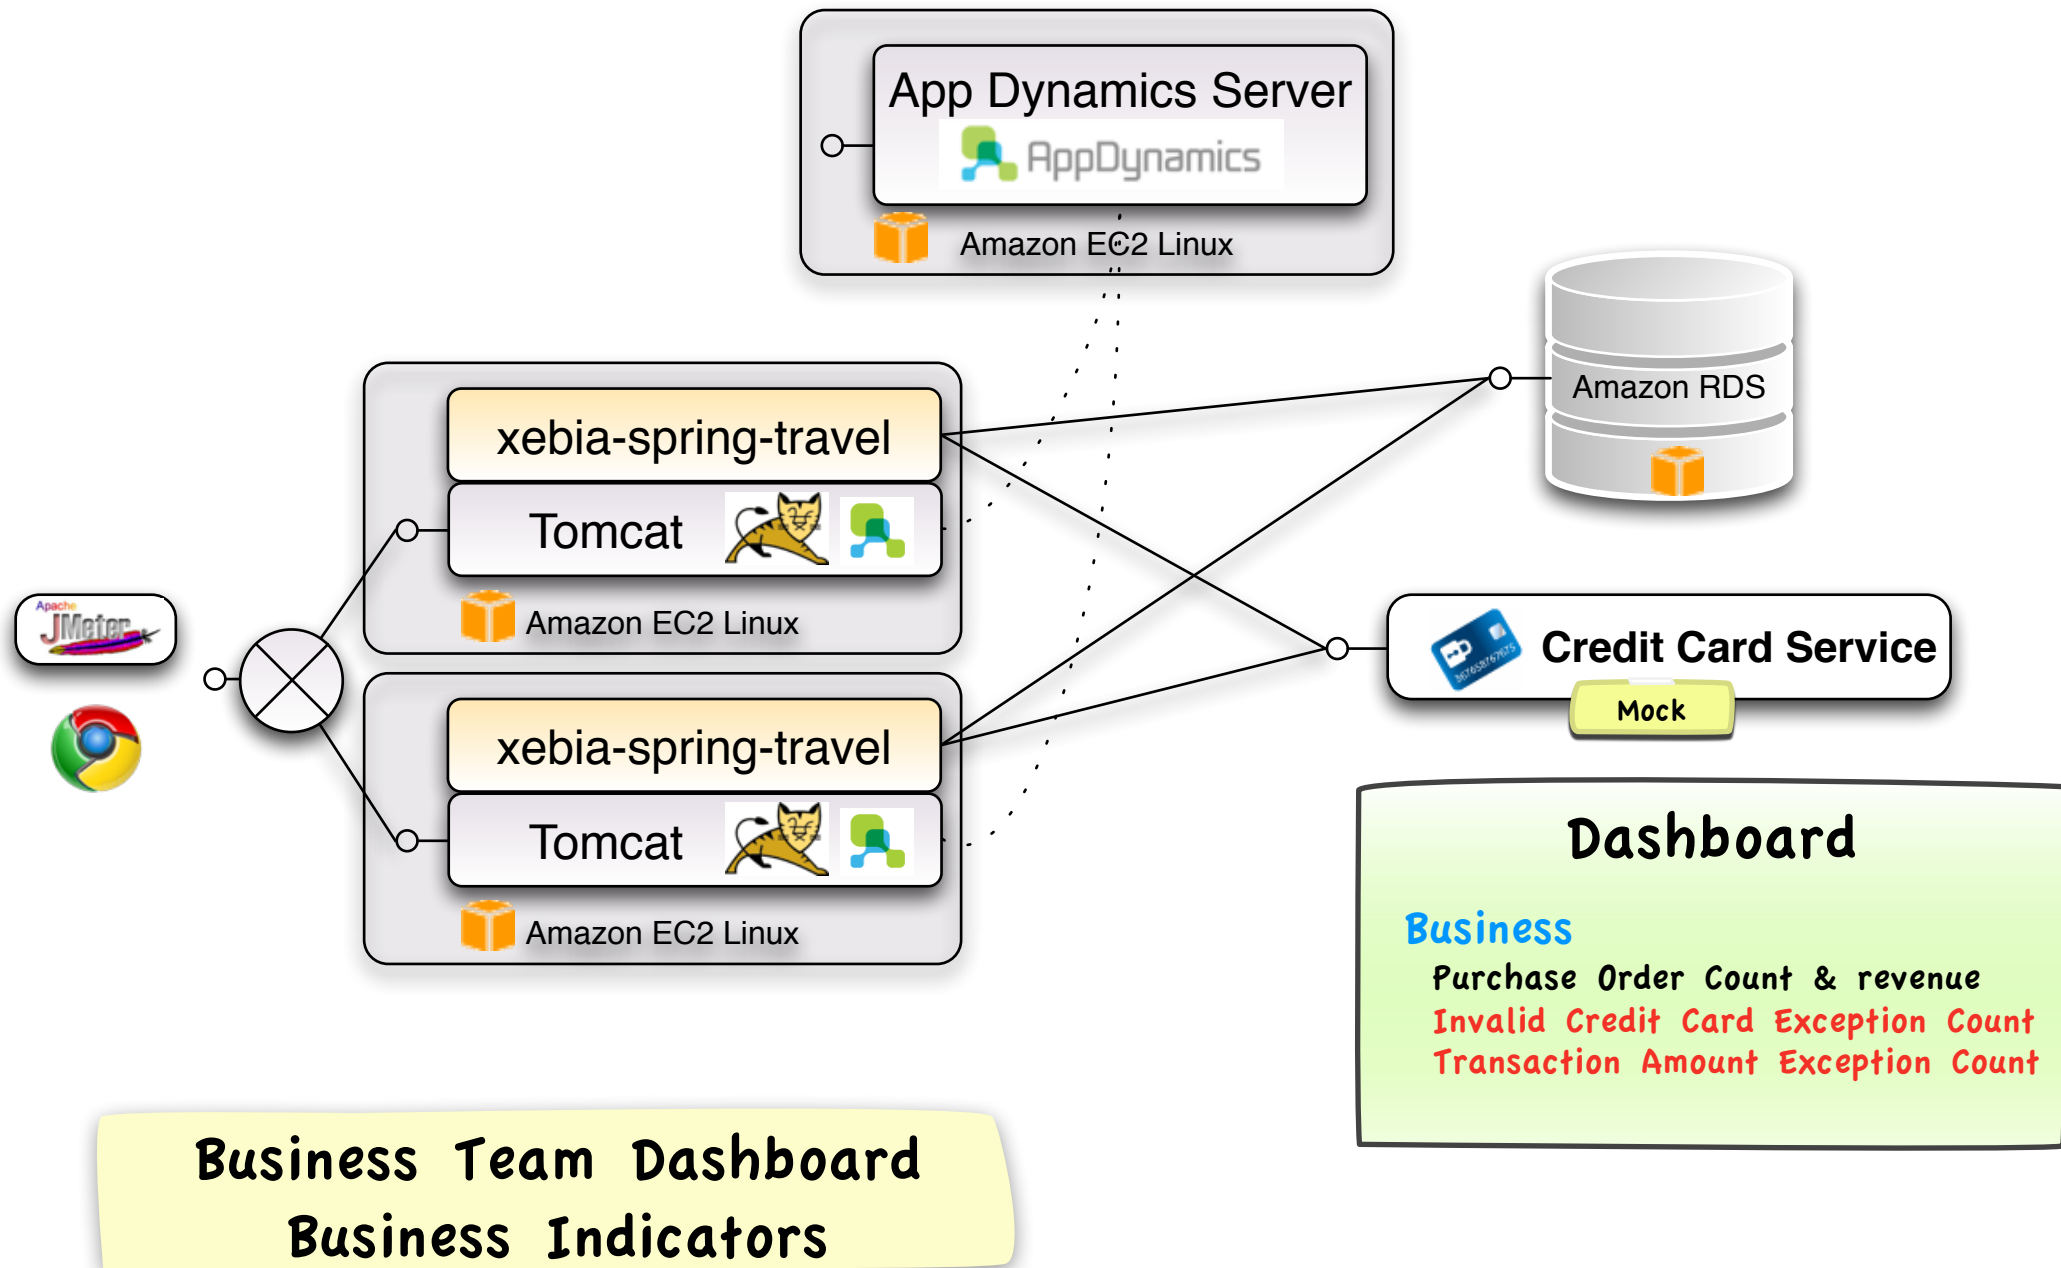 App Dynamics Server
AppDynamics
Amazon EC2 Linux
Amazon RDS
xebia-spring-travel
Tomcat
Amazon EC2 Linux
Apache
JMeter
Credit Card Service
Mock
xebia-spring-travel
Tomcat
Amazon EC2 Linux
Dashboard
Business
Purchase Order Count & revenue
Invalid Credit Card Exception Count
Transaction Amount Exception Count
Business Team Dashboard
Business Indicators